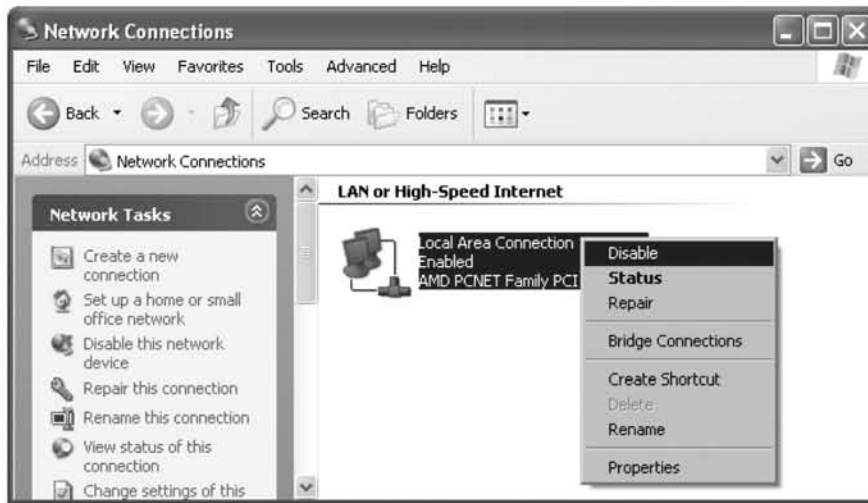 Network Connections
File Edit View Favorites Tools Advanced Help
Back Search Folders
Address Network Connections Go
Network Tasks
Create a new
connection
Set up a home or small
office network
Disable this network
device
Repair this connection
Rename this connection
View status of this
connection
Change settings of this
LAN or High-Speed Internet
Local Area Connection
Enabled
AMD PCNET Family PCI
Disable
Status
Repair
Bridge Connections
Create Shortcut
Delete
Rename
Properties